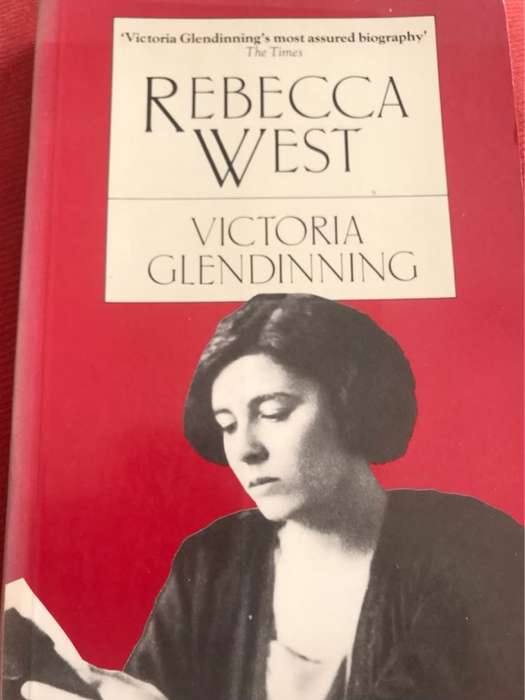 'Victoria Glendinning's most assured biography'
The Times
REBECCA
WEST
VICTORIA
GLENDINNING